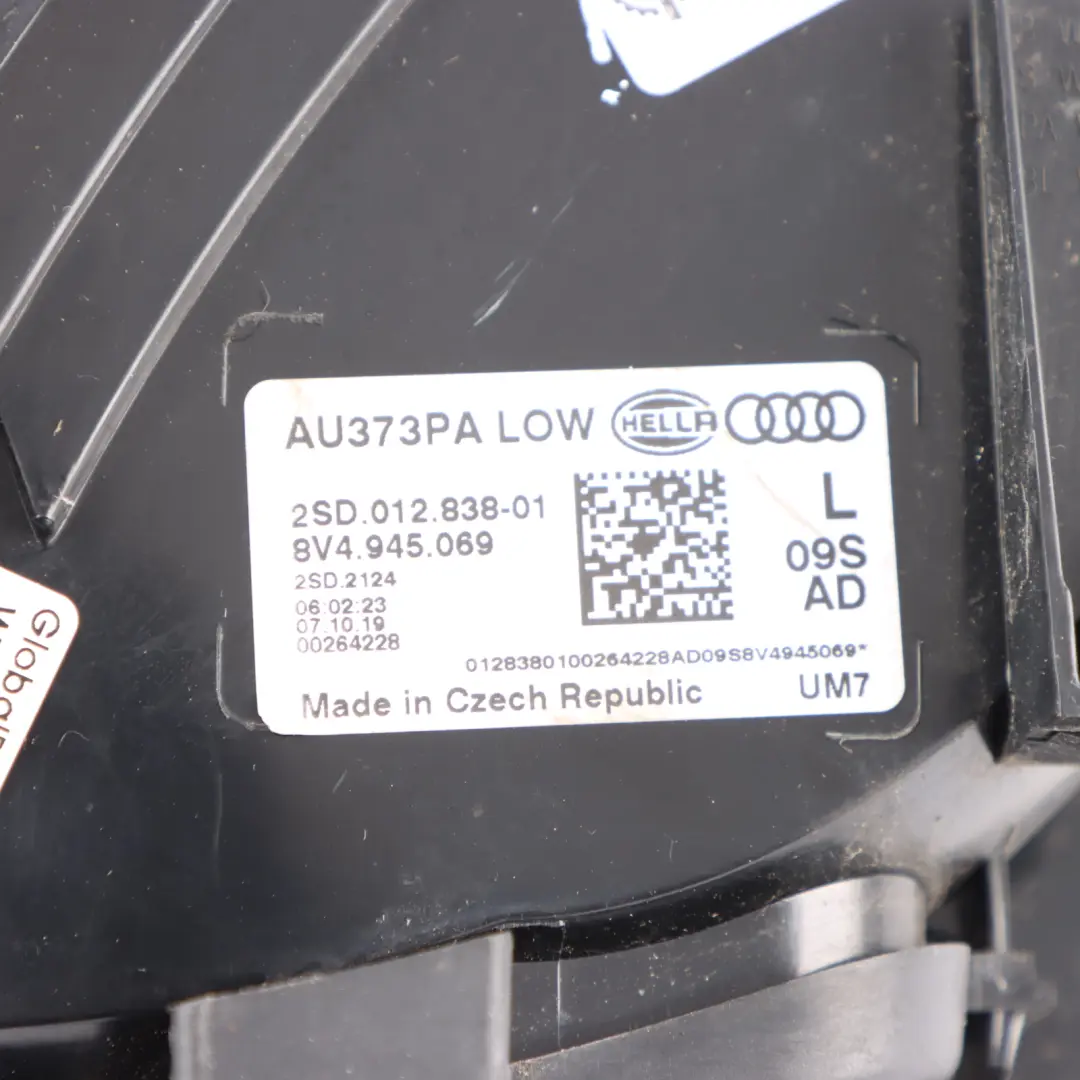 AU373PA LOW HELLA
2SD.012.838-01
8V4.945.069
2SD.2124
06:02:23
07.10.19
00264228
L
09S
AD
0128380100264228AD09S8V4945069*
Made in Czech Republic
UM7